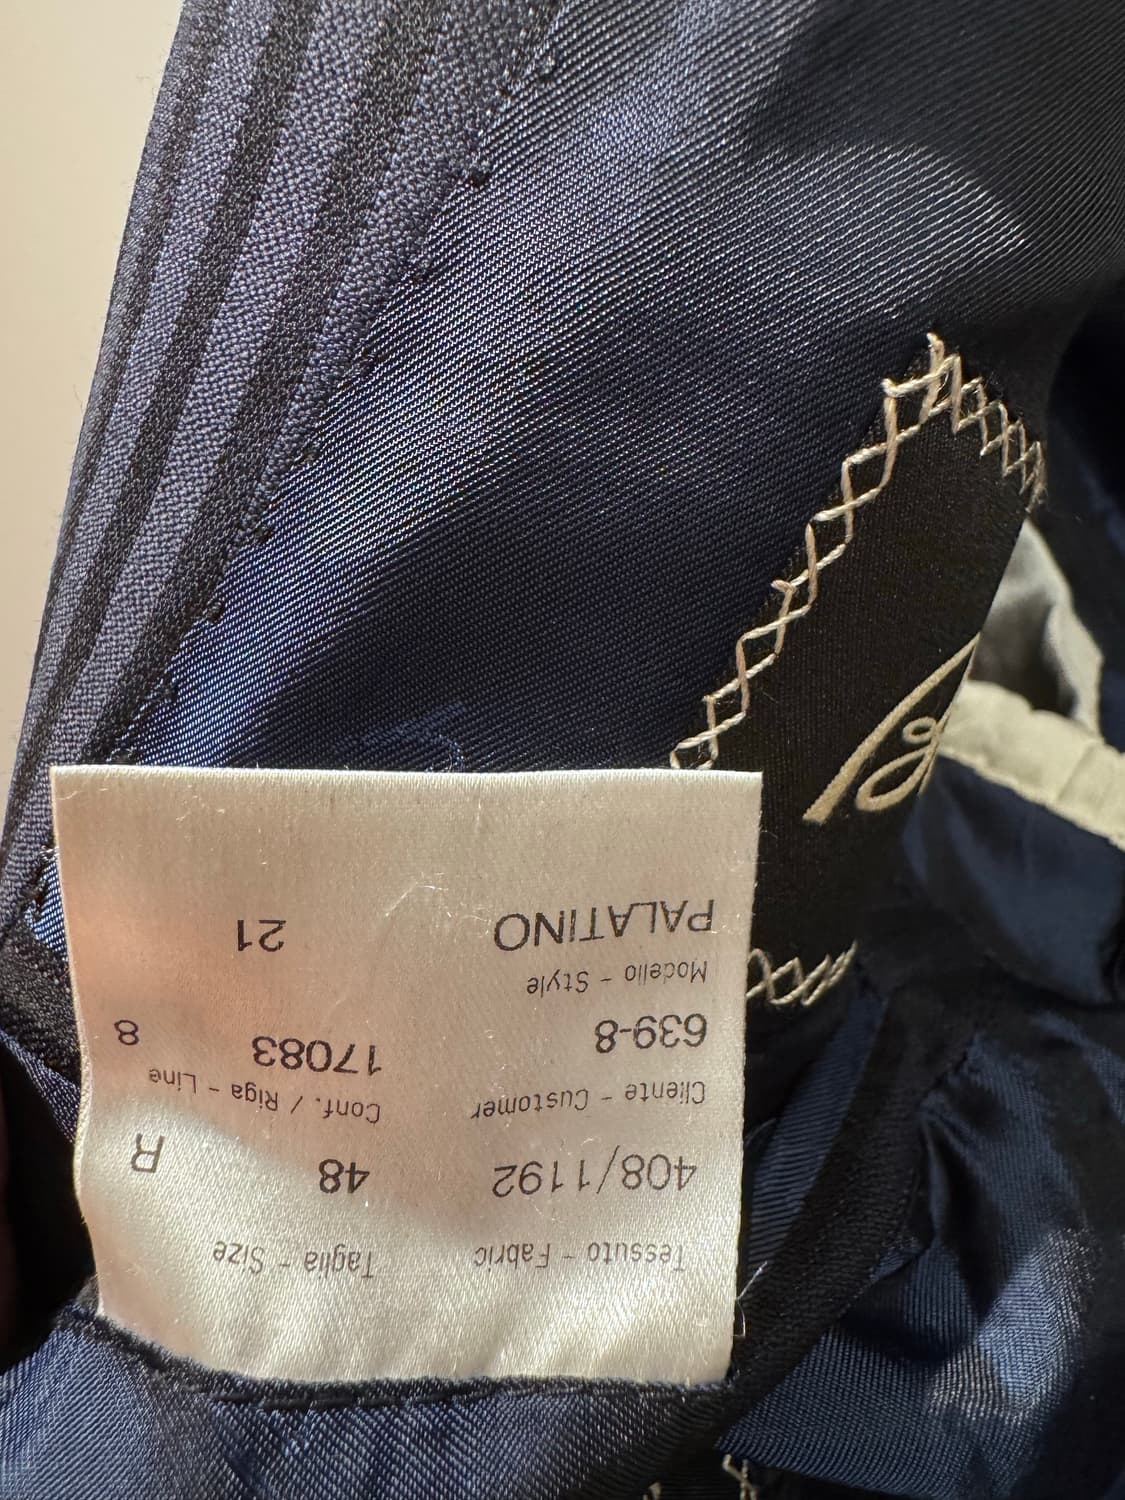 Tessuto - Fabric Taglia - Size
408/1192 48 R
Cliente - Customer Conf. / Riga - Line
639-8 17083 8
Modello - Style
PALATINO 21